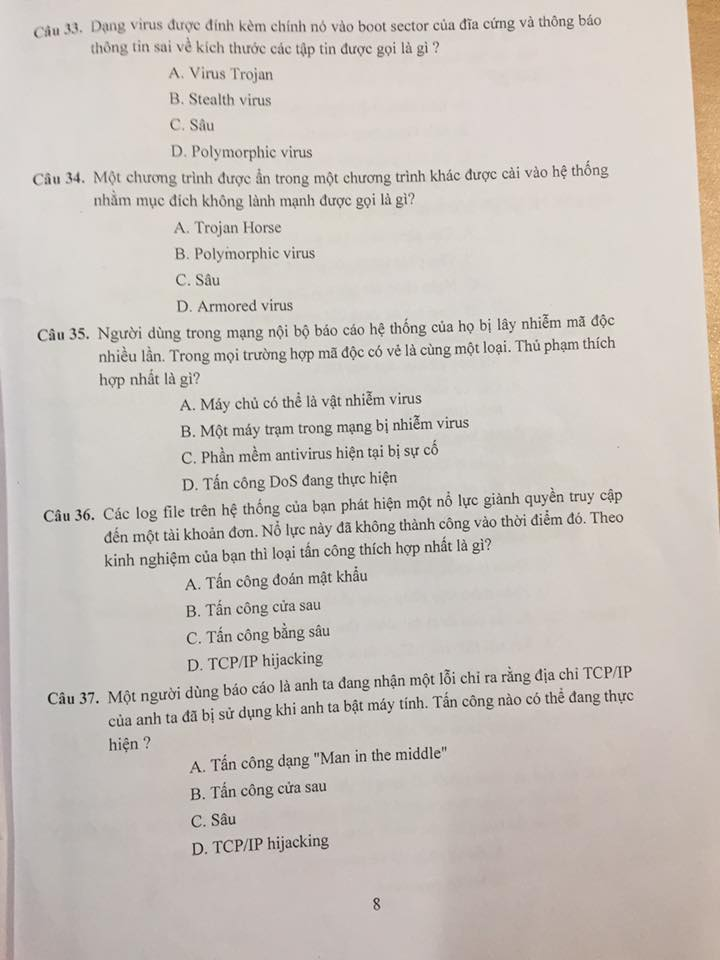 Câu 33. Dạng virus được đính kèm chính nó vào boot sector của đĩa cứng và thông báo
thông tin sai về kích thước các tập tin được gọi là gì ?
A. Virus Trojan
B. Stealth virus
C. Sâu
D. Polymorphic virus
Câu 34. Một chương trình được ẩn trong một chương trình khác được cài vào hệ thống
nhằm mục đích không lành mạnh được gọi là gì?
A. Trojan Horse
B. Polymorphic virus
C. Sâu
D. Armored virus
Câu 35. Người dùng trong mạng nội bộ báo cáo hệ thống của họ bị lây nhiễm mã độc
nhiều lần. Trong mọi trường hợp mã độc có vẻ là cùng một loại. Thủ phạm thích
hợp nhất là gì?
A. Máy chủ có thể là vật nhiễm virus
B. Một máy trạm trong mạng bị nhiễm virus
C. Phần mềm antivirus hiện tại bị sự cố
D. Tấn công DoS đang thực hiện
Câu 36. Các log file trên hệ thống của bạn phát hiện một nổ lực giành quyền truy cập
đến một tài khoản đơn. Nổ lực này đã không thành công vào thời điểm đó. Theo
kinh nghiệm của bạn thì loại tấn công thích hợp nhất là gì?
A. Tấn công đoán mật khẩu
B. Tấn công cửa sau
C. Tấn công bằng sâu
D. TCP/IP hijacking
Câu 37. Một người dùng báo cáo là anh ta đang nhận một lỗi chỉ ra rằng địa chỉ TCP/IP
của anh ta đã bị sử dụng khi anh ta bật máy tính. Tấn công nào có thể đang thực
hiện ?
A. Tấn công dạng "Man in the middle"
B. Tấn công cửa sau
C. Sâu
D. TCP/IP hijacking
8